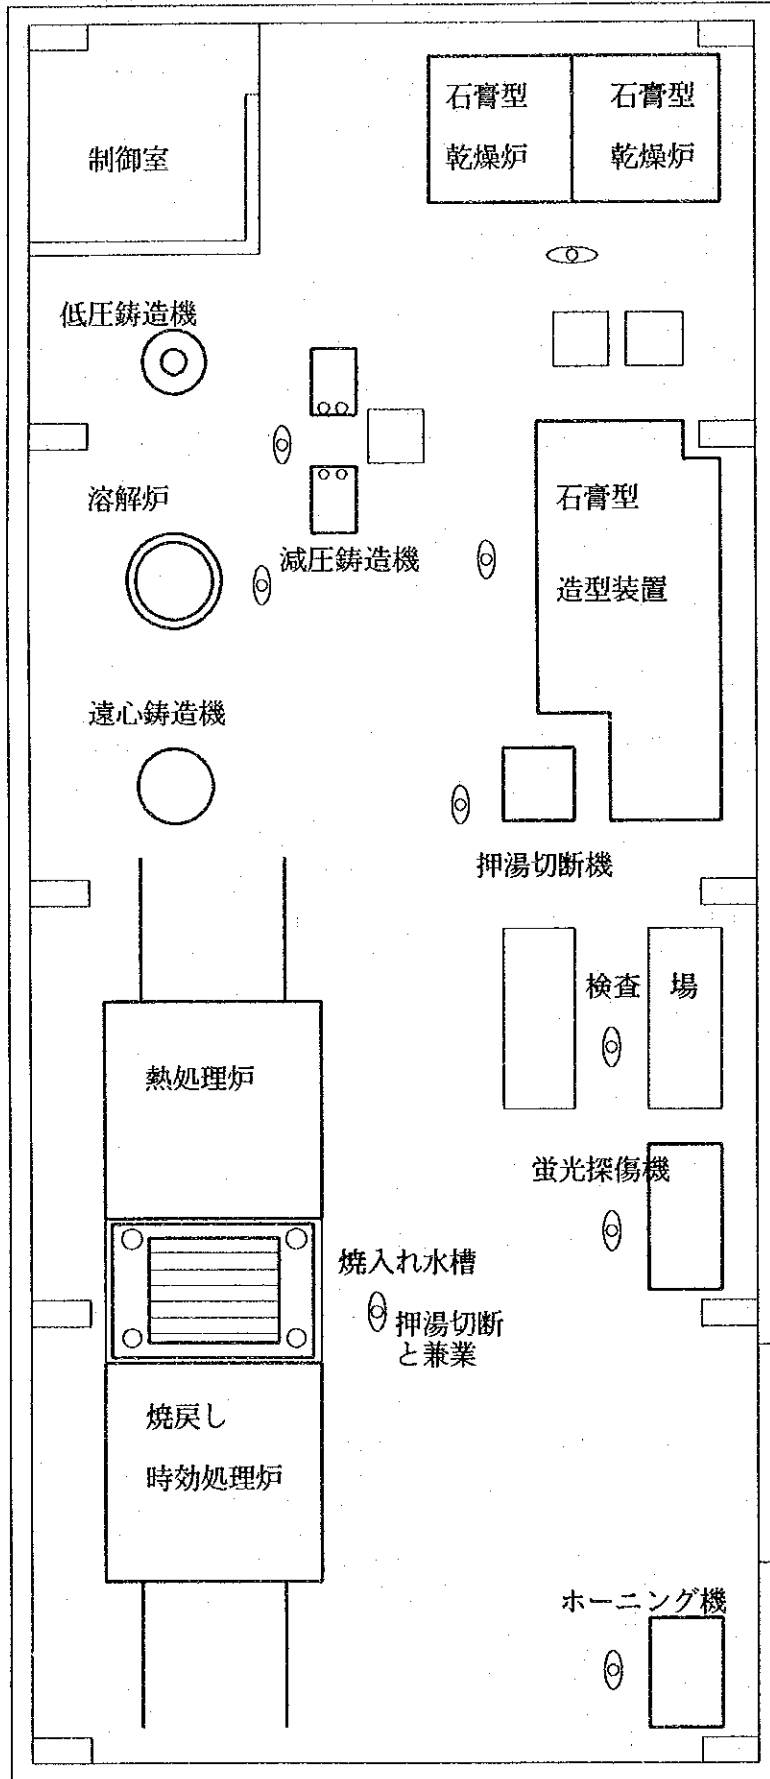 石膏型
乾燥炉
石膏型
乾燥炉
制御室
低圧鋳造機
溶解炉
減圧鋳造機
石膏型
造型装置
遠心鋳造機
押湯切断機
検査 場
熱処理炉
蛍光探傷機
焼入れ水槽
押湯切断
と兼業
焼戻し
時効処理炉
ホーニング機